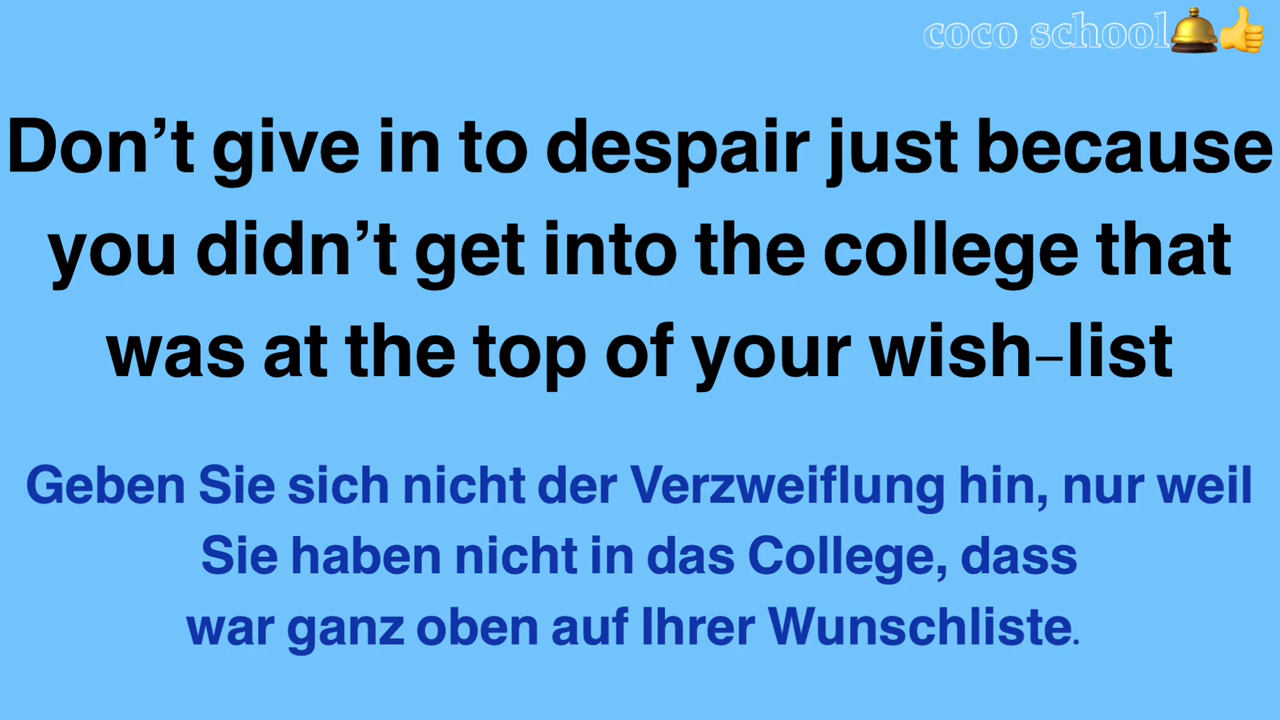 coco school🛎️👍
Don’t give in to despair just because
you didn’t get into the college that
was at the top of your wish-list
Geben Sie sich nicht der Verzweiflung hin, nur weil
Sie haben nicht in das College, dass
war ganz oben auf Ihrer Wunschliste.